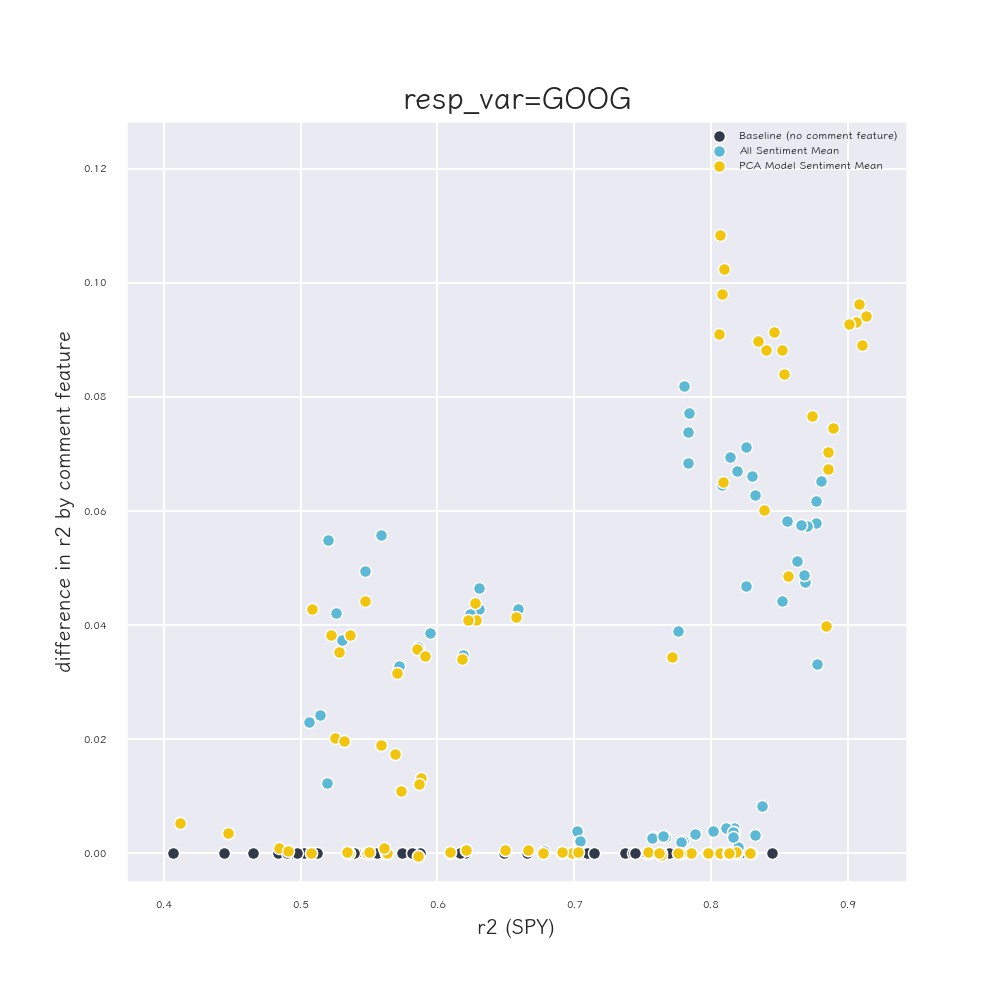 resp_var=GOOG
Baseline (no comment feature)
All Sentiment Mean
PCA Model Sentiment Mean
difference in r2 by comment feature
0.12
0.10
0.08
0.06
0.04
0.02
0.00
0.4 0.5 0.6 0.7 0.8 0.9
r2 (SPY)